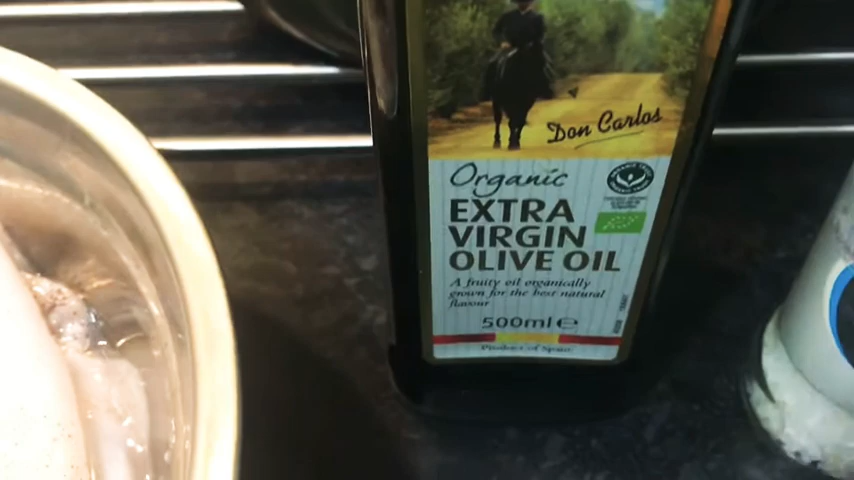 Don Carlos
Organic
EXTRA
VIRGIN
OLIVE OIL
A fruity oil organically
grown for the best natural
flavour
500ml e
Product of Spain